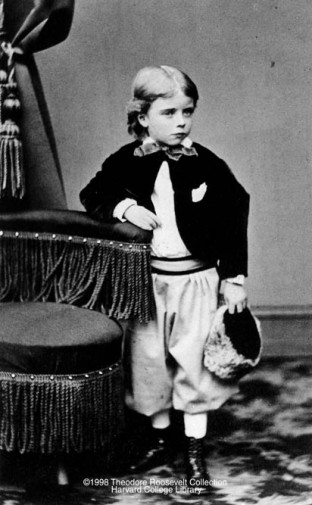 ©1998 Theodore Roosevelt Collection
Harvard College Library